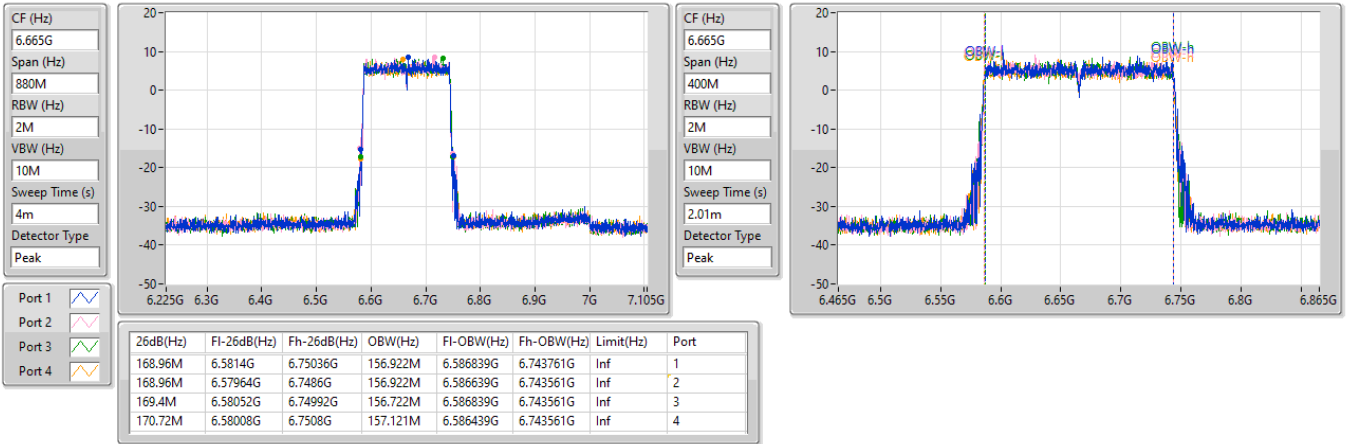 CF (Hz)
6.665G
Span (Hz)
880M
RBW (Hz)
2M
VBW (Hz)
10M
Sweep Time (s)
4m
Detector Type
Peak
20
10
0
-10
-20
-30
-40
-50
6.225G 6.3G 6.4G 6.5G 6.6G 6.7G 6.8G 6.9G 7G 7.105G
CF (Hz)
6.665G
Span (Hz)
400M
RBW (Hz)
2M
VBW (Hz)
10M
Sweep Time (s)
2.01m
Detector Type
Peak
20
10
0
-10
-20
-30
-40
-50
OBW-h
OBW-h
6.465G 6.5G 6.55G 6.6G 6.65G 6.7G 6.75G 6.8G 6.865G
Port 1
Port 2
Port 3
Port 4
26dB(Hz) Fl-26dB(Hz) Fh-26dB(Hz) OBW(Hz) Fl-OBW(Hz) Fh-OBW(Hz) Limit(Hz) Port
168.96M 6.5814G 6.75036G 156.922M 6.586839G 6.743761G Inf 1
168.96M 6.57964G 6.7486G 156.922M 6.586639G 6.743561G Inf 2
169.4M 6.58052G 6.74992G 156.722M 6.586839G 6.743561G Inf 3
170.72M 6.58008G 6.7508G 157.121M 6.586439G 6.743561G Inf 4